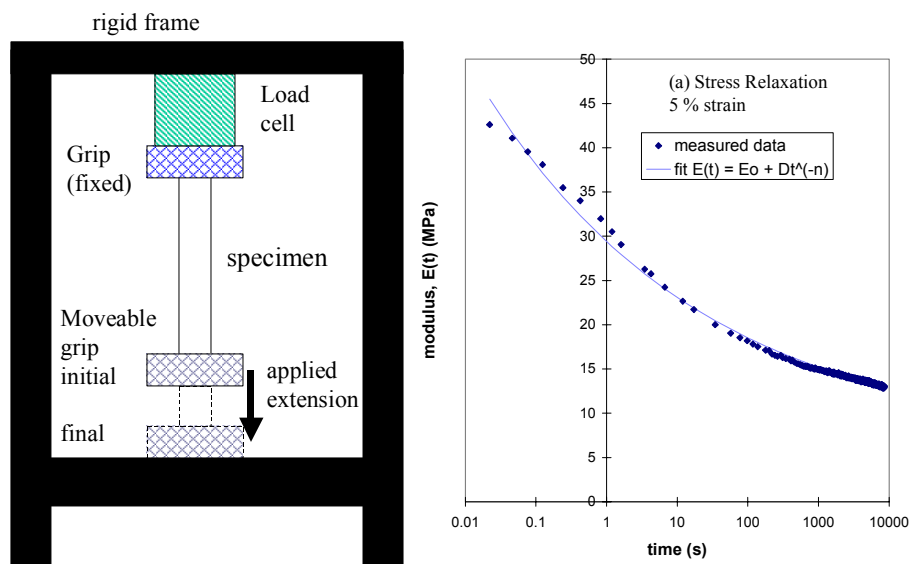 rigid frame
Load
cell
Grip
(fixed)
specimen
Moveable
grip
initial
applied
extension
final
(a) Stress Relaxation
5 % strain
measured data
fit E(t) = Eo + Dt^(-n)
modulus, E(t) (MPa)
50
45
40
35
30
25
20
15
10
5
0
0.01
0.1
1
10
100
1000
10000
time (s)